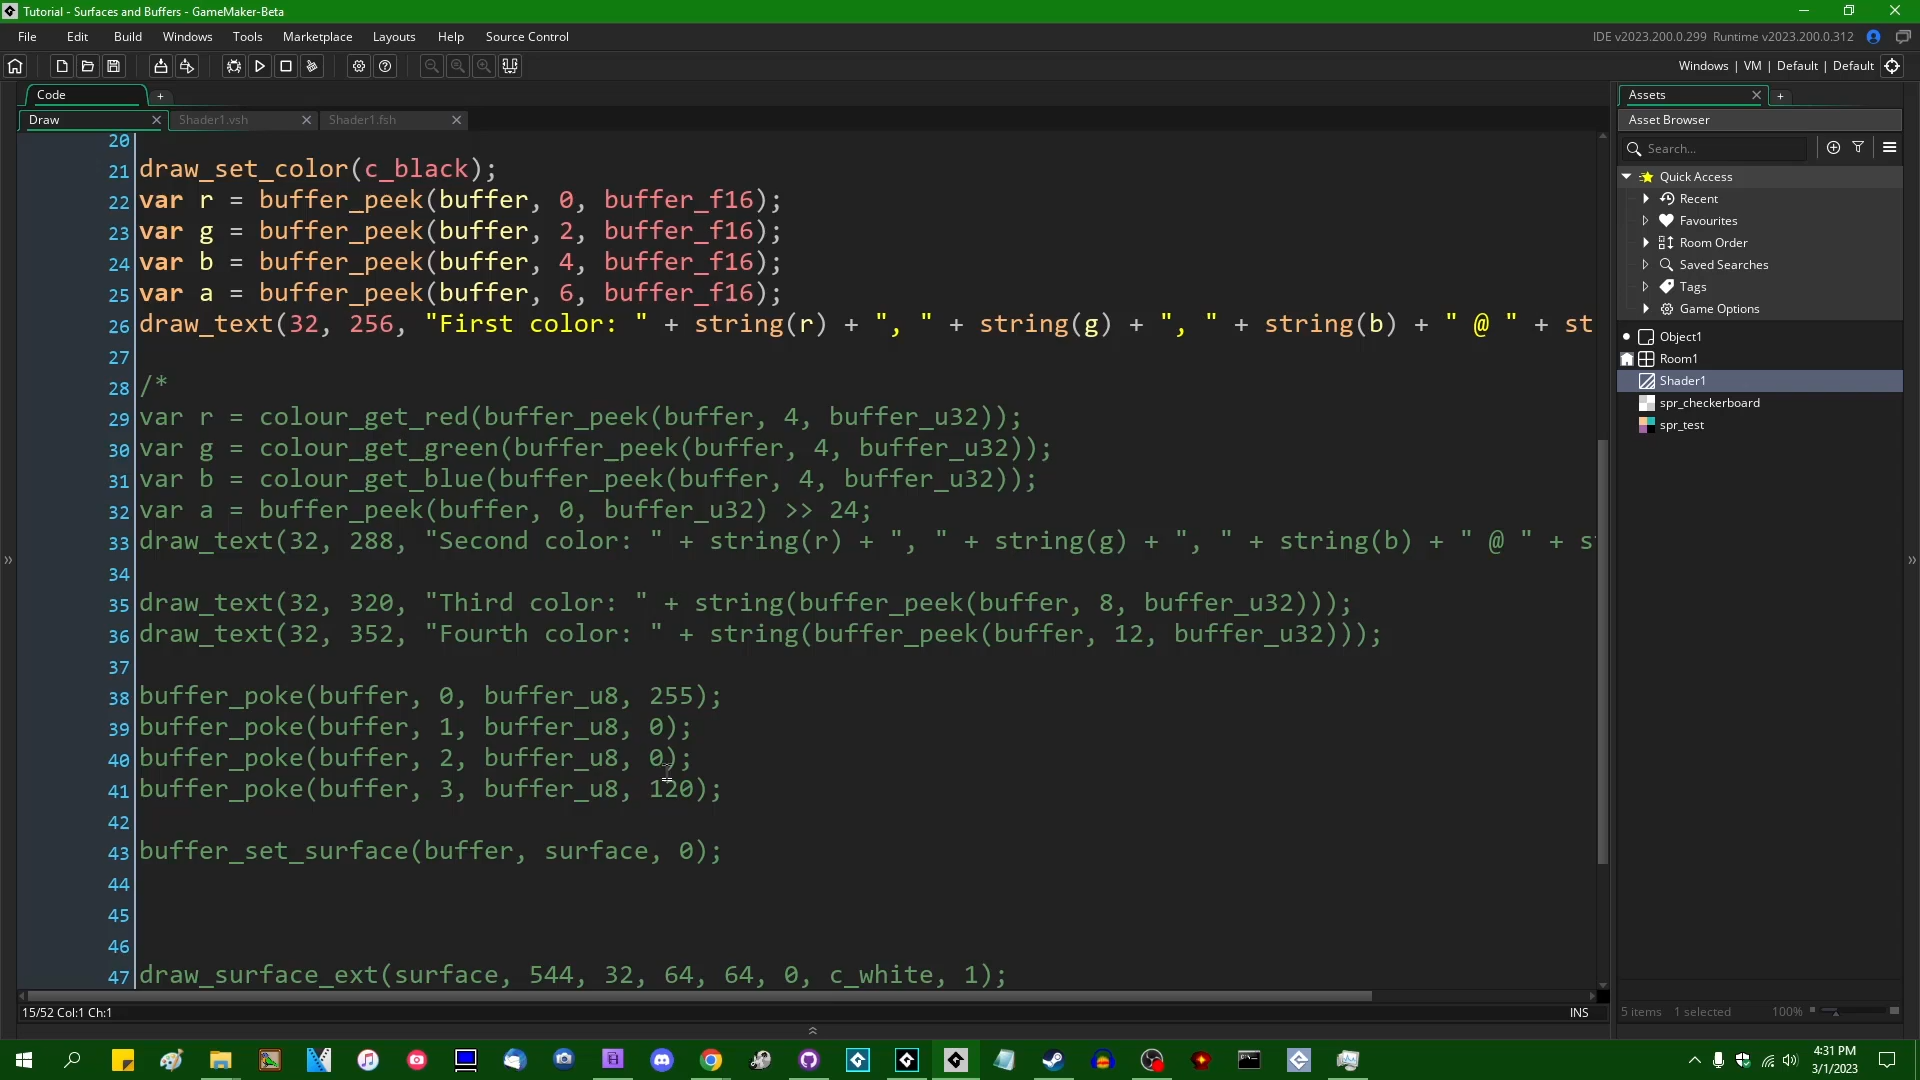 Tutorial - Surfaces and Buffers - GameMaker-Beta
File Edit Build Windows Tools Marketplace Layouts Help Source Control
IDE v2023.200.0.299 Runtime v2023.200.0.312
Windows | VM | Default | Default
Code
Draw
Shader1.vsh
Shader1.fsh
20
21 draw_set_color(c_black);
22 var r = buffer_peek(buffer, 0, buffer_f16);
23 var g = buffer_peek(buffer, 2, buffer_f16);
24 var b = buffer_peek(buffer, 4, buffer_f16);
25 var a = buffer_peek(buffer, 6, buffer_f16);
26 draw_text(32, 256, "First color: " + string(r) + ", " + string(g) + ", " + string(b) + " @ " + st
27
28 /*
29 var r = colour_get_red(buffer_peek(buffer, 4, buffer_u32));
30 var g = colour_get_green(buffer_peek(buffer, 4, buffer_u32));
31 var b = colour_get_blue(buffer_peek(buffer, 4, buffer_u32));
32 var a = buffer_peek(buffer, 0, buffer_u32) >> 24;
33 draw_text(32, 288, "Second color: " + string(r) + ", " + string(g) + ", " + string(b) + " @ " + s
34
35 draw_text(32, 320, "Third color: " + string(buffer_peek(buffer, 8, buffer_u32)));
36 draw_text(32, 352, "Fourth color: " + string(buffer_peek(buffer, 12, buffer_u32)));
37
38 buffer_poke(buffer, 0, buffer_u8, 255);
39 buffer_poke(buffer, 1, buffer_u8, 0);
40 buffer_poke(buffer, 2, buffer_u8, 0);
41 buffer_poke(buffer, 3, buffer_u8, 120);
42
43 buffer_set_surface(buffer, surface, 0);
44
45
46
47 draw_surface_ext(surface, 544, 32, 64, 64, 0, c_white, 1);
15/52 Col:1 Ch:1
INS
Assets
Asset Browser
Search...
Quick Access
Recent
Favourites
Room Order
Saved Searches
Tags
Game Options
Object1
Room1
Shader1
spr_checkerboard
spr_test
5 items 1 selected 100%
4:31 PM
3/1/2023